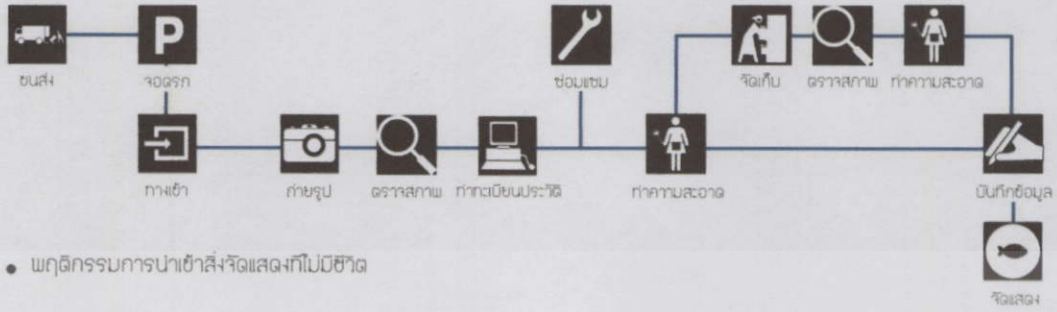 ขนส่ง
จอดรถ
P
ซ่อมแซม
จัดเก็บ
ตรวจสภาพ
ทำความสะอาด
ทางเข้า
ถ่ายรูป
ตรวจสภาพ
ทำทะเบียนประวัติ
ทำความสะอาด
บันทึกข้อมูล
• พฤติกรรมการนำเข้าสิ่งจัดแสดงที่ไม่มีชีวิต
จัดแสดง